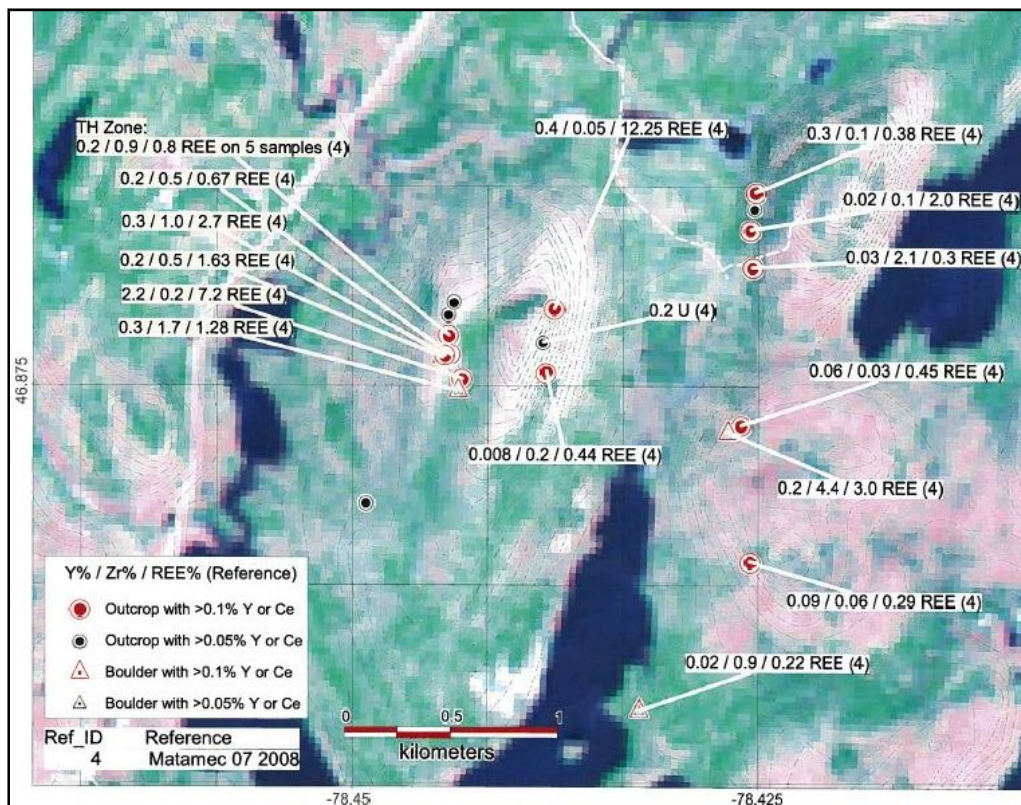 TH Zone:
0.2 / 0.9 / 0.8 REE on 5 samples (4)
0.2 / 0.5 / 0.67 REE (4)
0.3 / 1.0 / 2.7 REE (4)
0.2 / 0.5 / 1.63 REE (4)
2.2 / 0.2 / 7.2 REE (4)
0.3 / 1.7 / 1.28 REE (4)
0.4 / 0.05 / 12.25 REE (4)
0.3 / 0.1 / 0.38 REE (4)
0.02 / 0.1 / 2.0 REE (4)
0.03 / 2.1 / 0.3 REE (4)
0.2 U (4)
46.875
0.06 / 0.03 / 0.45 REE (4)
0.008 / 0.2 / 0.44 REE (4)
0.2 / 4.4 / 3.0 REE (4)
0.09 / 0.06 / 0.29 REE (4)
0.02 / 0.9 / 0.22 REE (4)
Y% / Zr% / REE% (Reference)
Outcrop with >0.1% Y or Ce
Outcrop with >0.05% Y or Ce
Boulder with >0.1% Y or Ce
Boulder with >0.05% Y or Ce
Ref_ID Reference
4 Matamec 07 2008
0 0.5 1
kilometers
-78.45 -78.425